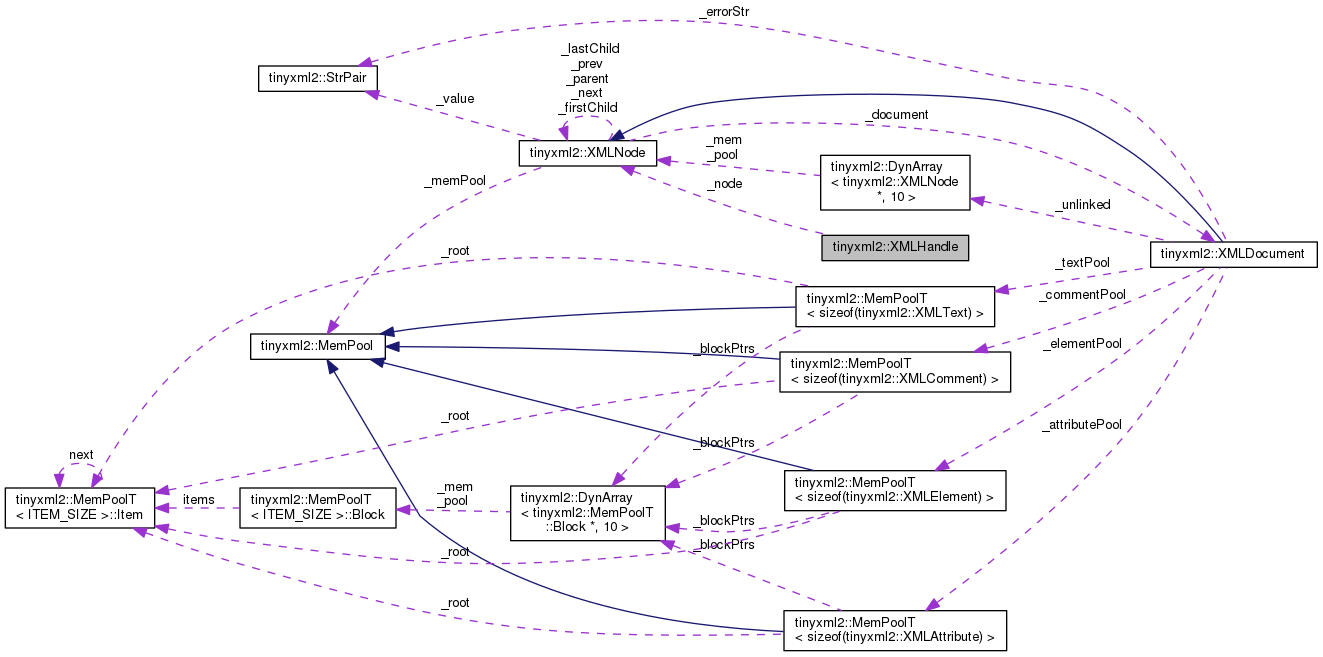 _errorStr
_lastChild
_prev
_parent
_next
_firstChild
tinyxml2::StrPair
_value
_document
tinyxml2::XMLNode
_mem
_pool
tinyxml2::DynArray
< tinyxml2::XMLNode
*, 10 >
_memPool
_node
_unlinked
tinyxml2::XMLHandle
tinyxml2::XMLDocument
_root
_textPool
tinyxml2::MemPoolT
< sizeof(tinyxml2::XMLText) >
_commentPool
tinyxml2::MemPool
_blockPtrs
_elementPool
tinyxml2::MemPoolT
< sizeof(tinyxml2::XMLComment) >
_root
_attributePool
_blockPtrs
next
tinyxml2::MemPoolT
< sizeof(tinyxml2::XMLElement) >
_mem
_pool
items
tinyxml2::MemPoolT
< ITEM_SIZE >::Item
tinyxml2::MemPoolT
< ITEM_SIZE >::Block
tinyxml2::DynArray
< tinyxml2::MemPoolT
::Block *, 10 >
_blockPtrs
_blockPtrs
_root
_root
tinyxml2::MemPoolT
< sizeof(tinyxml2::XMLAttribute) >